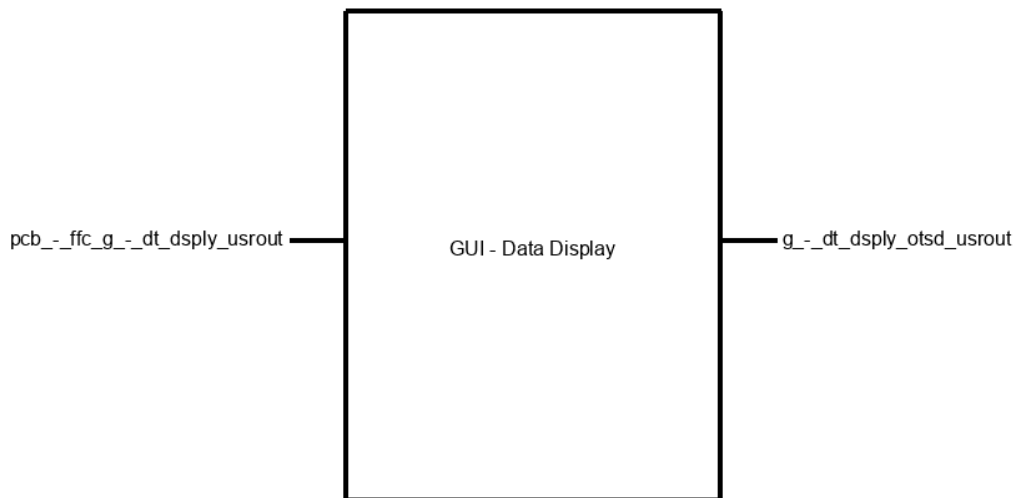 pcb_-_ffc_g_-_dt_dsply_usrout
GUI - Data Display
g_-_dt_dsply_otsd_usrout